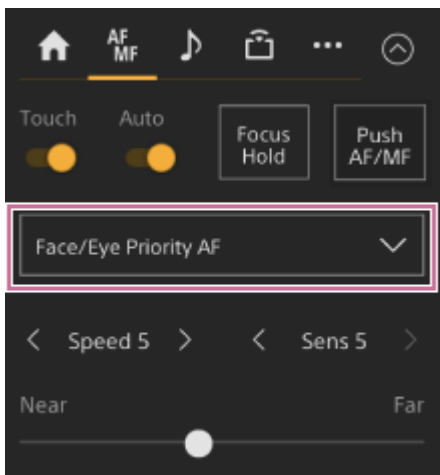 AF
MF
Touch
Auto
Focus
Hold
Push
AF/MF
Face/Eye Priority AF
Speed 5
Sens 5
Near
Far